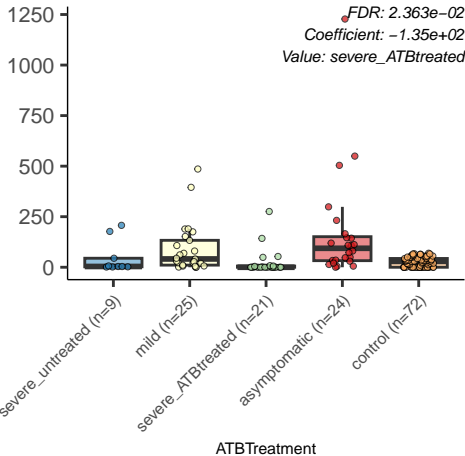 FDR: 2.363e−02
Coefficient: −1.35e+02
Value: severe_ATBtreated
1250
1000
750
500
250
0
severe_untreated (n=9)
mild (n=25)
severe_ATBtreated (n=21)
asymptomatic (n=24)
control (n=72)
ATBTreatment